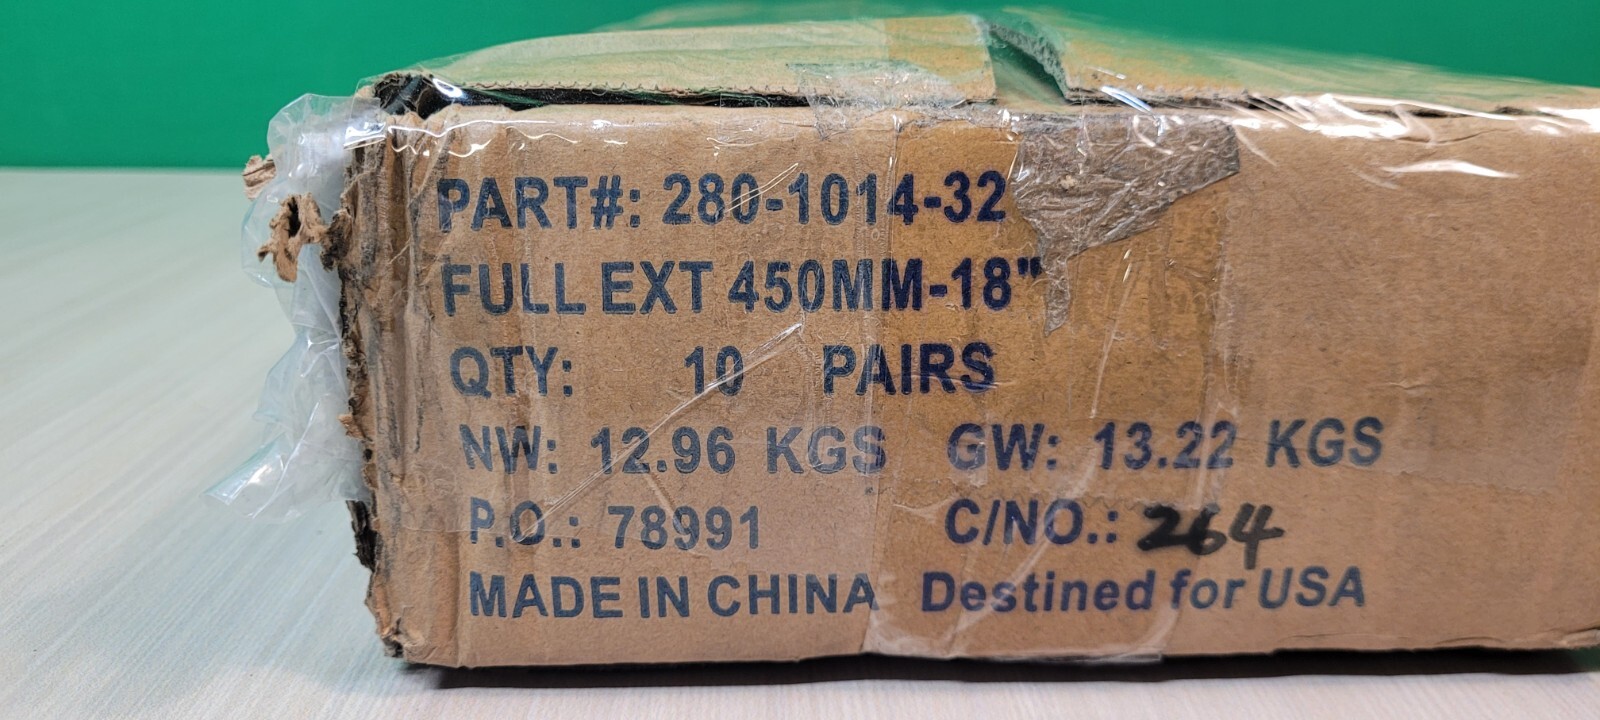 PART#: 280-1014-32
FULL EXT 450MM-18"
QTY: 10 PAIRS
NW: 12.96 KGS GW: 13.22 KGS
P.O.: 78991 C/NO.: 264
MADE IN CHINA Destined for USA